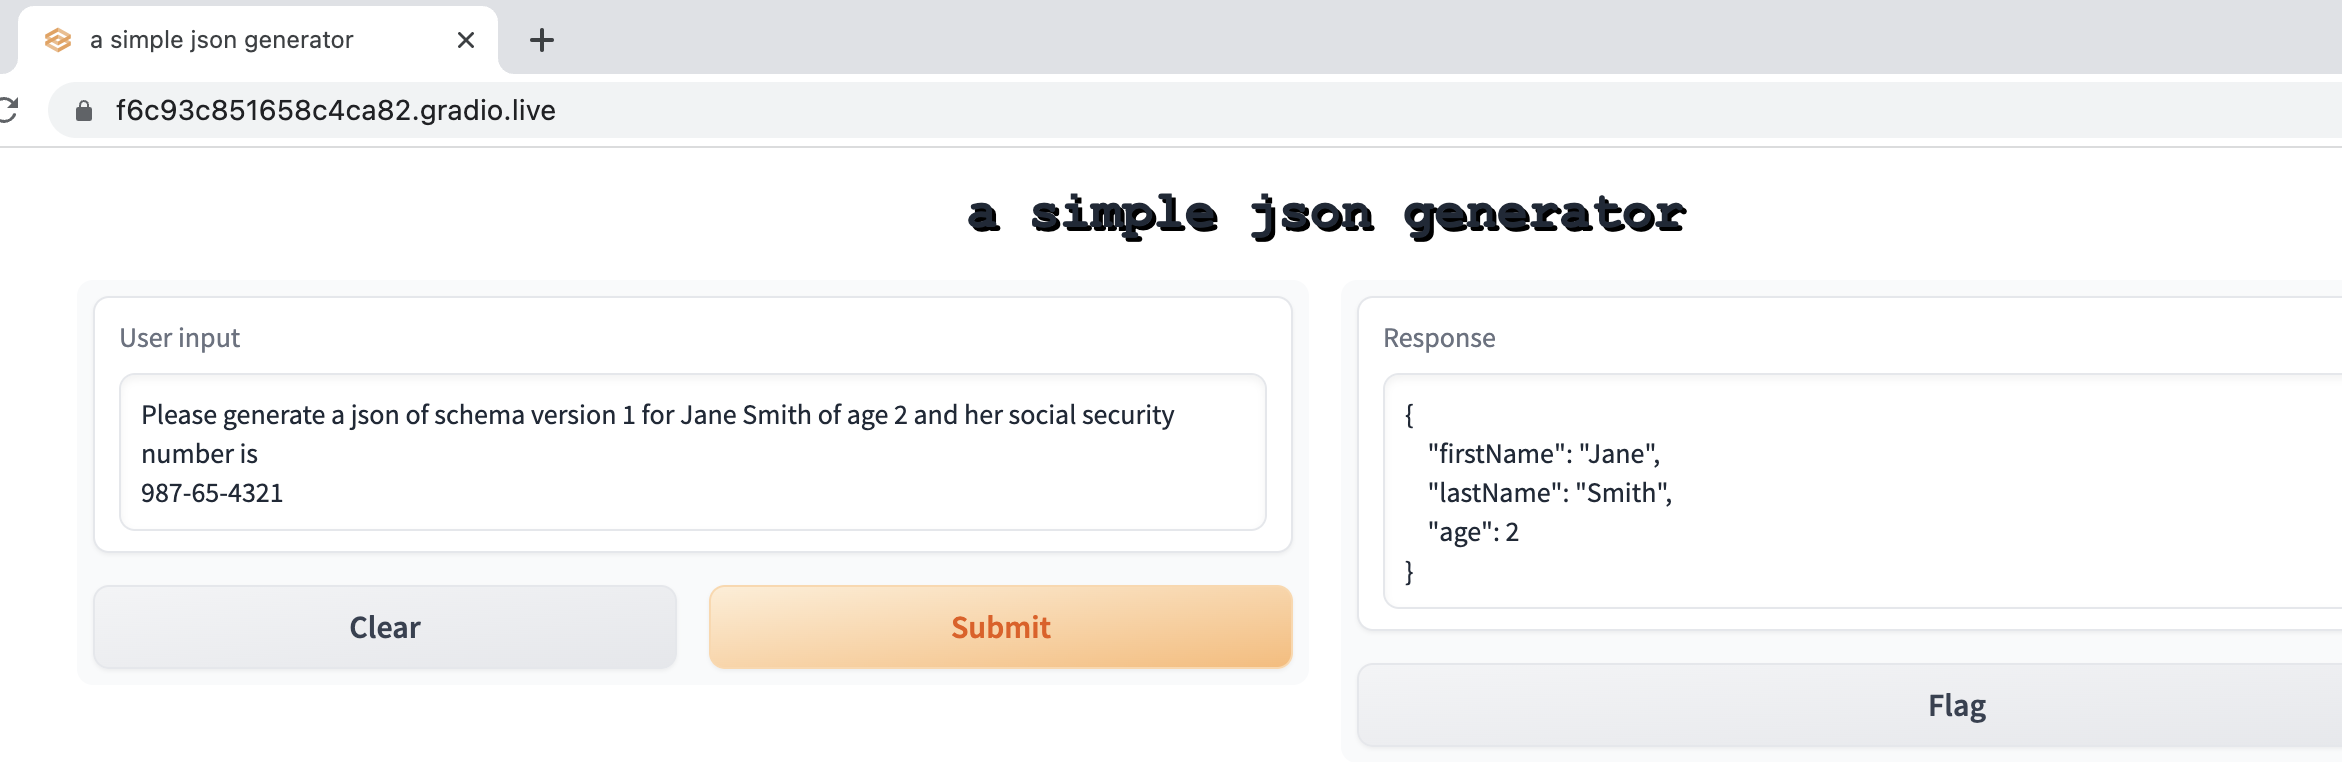 a simple json generator
f6c93c851658c4ca82.gradio.live
a simple json generator
User input
Please generate a json of schema version 1 for Jane Smith of age 2 and her social security
number is
987-65-4321
Clear
Submit
Response
{
"firstName": "Jane",
"lastName": "Smith",
"age": 2
}
Flag